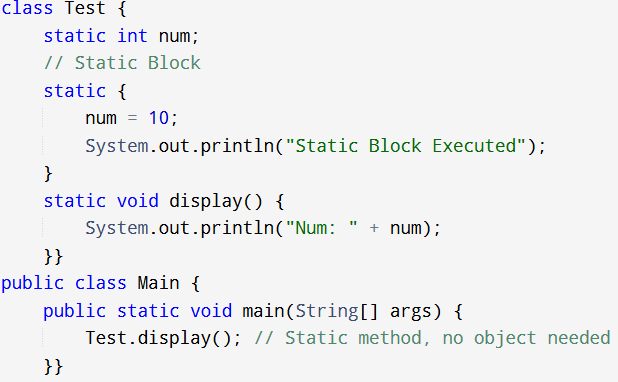 class Test {
    static int num;
    // Static Block
    static {
        num = 10;
        System.out.println("Static Block Executed");
    }
    static void display() {
        System.out.println("Num: " + num);
    }}
public class Main {
    public static void main(String[] args) {
        Test.display(); // Static method, no object needed
    }}